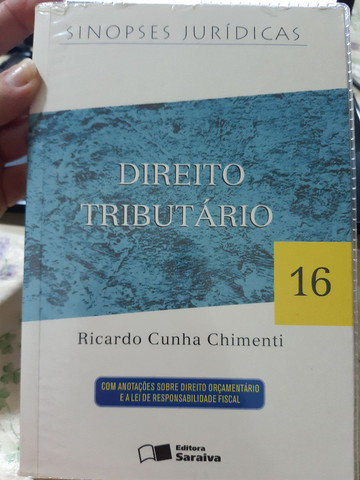 SINOPSES JURÍDICAS
DIREITO
TRIBUTÁRIO
16
Ricardo Cunha Chimenti
COM ANOTAÇÕES SOBRE DIREITO ORÇAMENTÁRIO
E A LEI DE RESPONSABILIDADE FISCAL
Editora
Saraiva